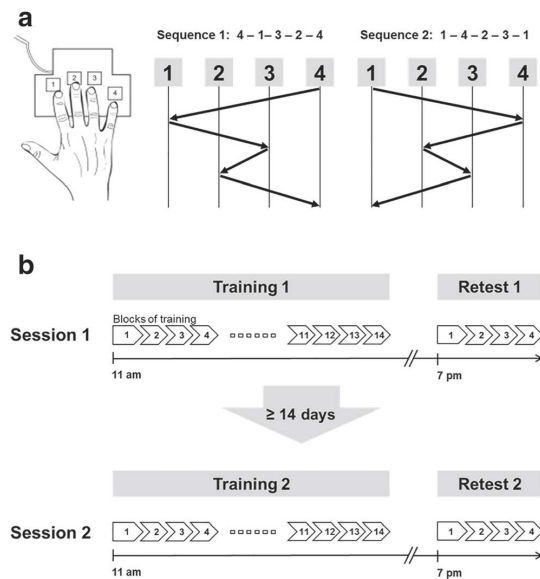 a
Sequence 1: 4 – 1– 3 – 2 – 4
Sequence 2: 1 – 4 – 2 – 3 – 1
1 2 3 4
1 2 3 4
1 2 3 4
b
Training 1 Retest 1
Blocks of training
Session 1 1 2 3 4 11 12 13 14 1 2 3 4
11 am 7 pm
≥ 14 days
Training 2 Retest 2
Session 2 1 2 3 4 11 12 13 14 1 2 3 4
11 am 7 pm